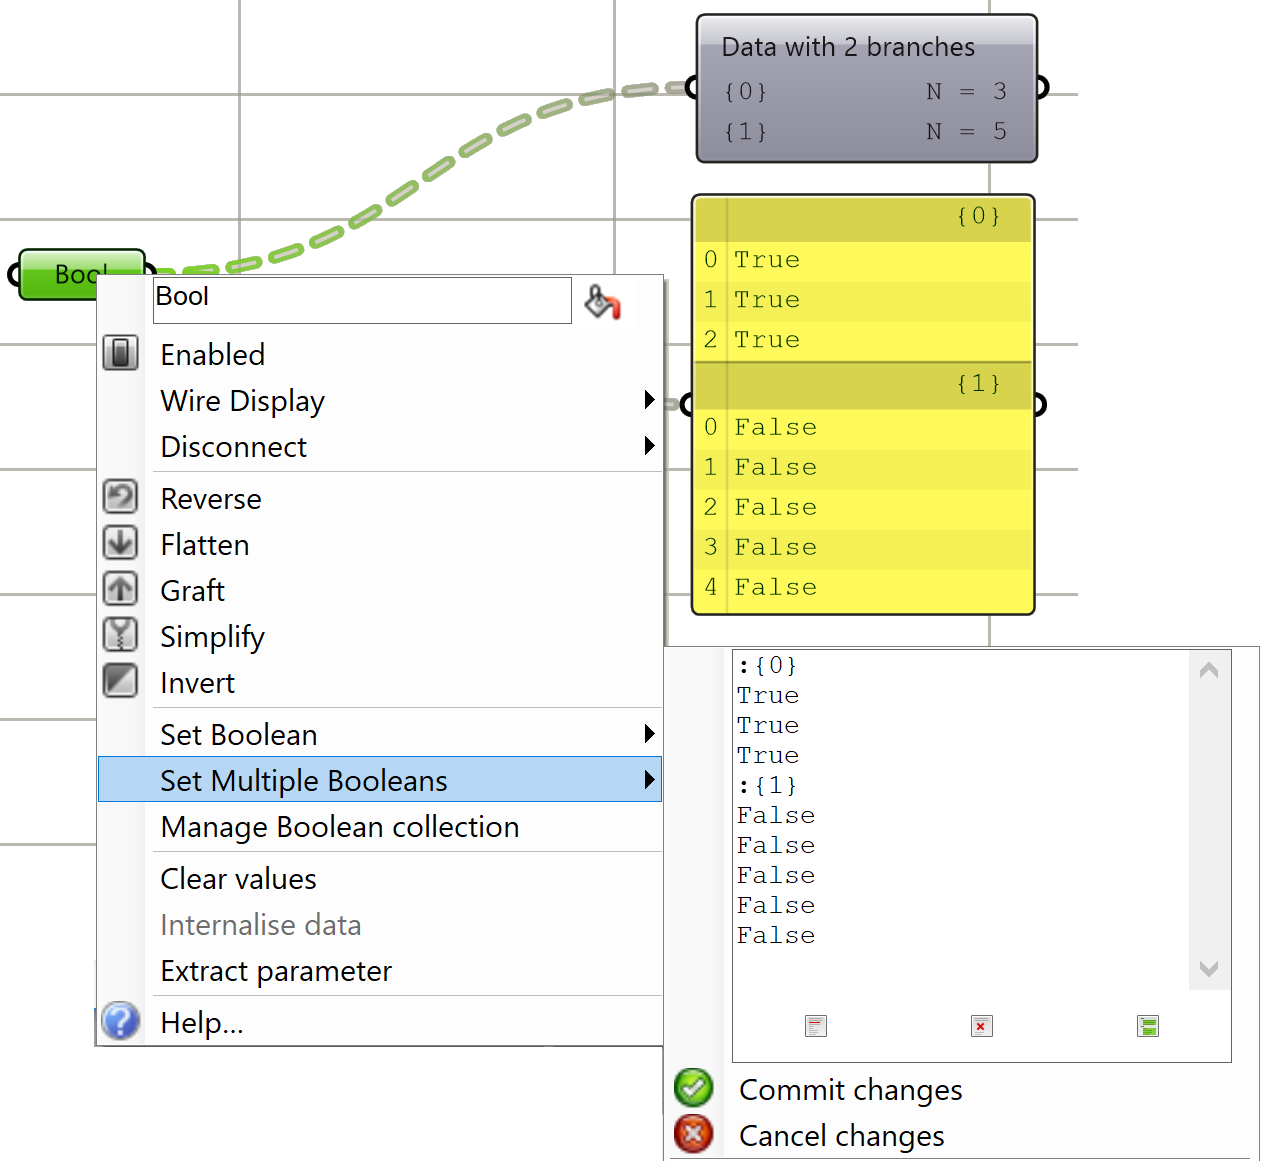 Data with 2 branches
{0} N = 3
{1} N = 5
Bool
{0}
0 True
1 True
2 True
{1}
0 False
1 False
2 False
3 False
4 False
Bool
Enabled
Wire Display
Disconnect
Reverse
Flatten
Graft
Simplify
Invert
Set Boolean
Set Multiple Booleans
Manage Boolean collection
Clear values
Internalise data
Extract parameter
Help...
:{0}
True
True
True
:{1}
False
False
False
False
False
Commit changes
Cancel changes